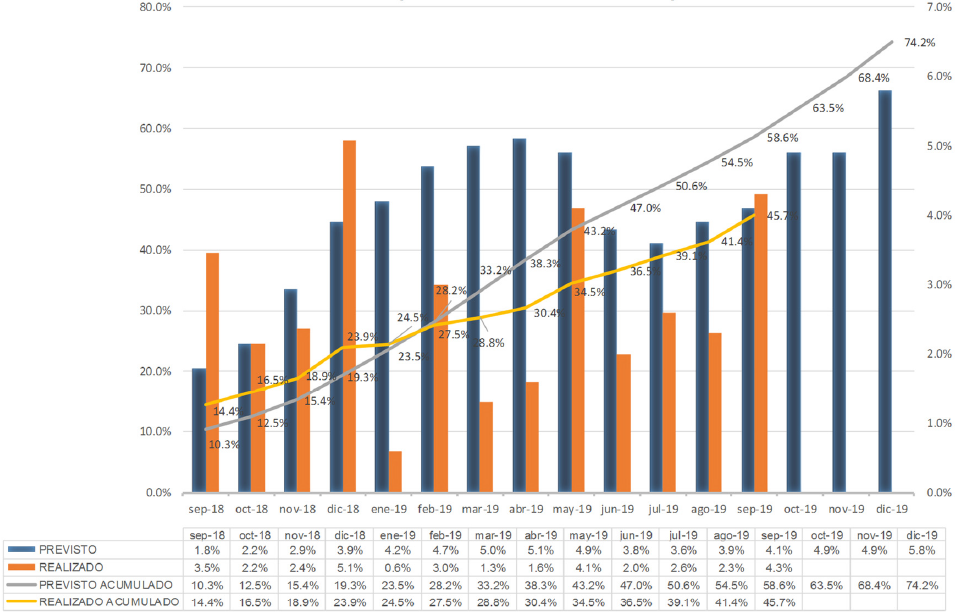 80.0% 7.0%
70.0% 6.0%
60.0% 5.0%
50.0% 4.0%
40.0% 3.0%
30.0% 2.0%
20.0% 1.0%
10.0% 0.0%
0.0%
14.4% 16.5% 18.9% 23.9% 24.5% 27.5% 28.8% 30.4% 34.5% 36.5% 39.1% 41.4% 45.7%
10.3% 12.5% 15.4% 19.3% 23.5% 28.2% 33.2% 38.3% 43.2% 47.0% 50.6% 54.5% 58.6% 63.5% 68.4% 74.2%
sep-18 oct-18 nov-18 dic-18 ene-19 feb-19 mar-19 abr-19 may-19 jun-19 jul-19 ago-19 sep-19 oct-19 nov-19 dic-19
sep-18 oct-18 nov-18 dic-18 ene-19 feb-19 mar-19 abr-19 may-19 jun-19 jul-19 ago-19 sep-19 oct-19 nov-19 dic-19
PREVISTO 1.8% 2.2% 2.9% 3.9% 4.2% 4.7% 5.0% 5.1% 4.9% 3.8% 3.6% 3.9% 4.1% 4.9% 4.9% 5.8%
REALIZADO 3.5% 2.2% 2.4% 5.1% 0.6% 3.0% 1.3% 1.6% 4.1% 2.0% 2.6% 2.3% 4.3%
PREVISTO ACUMULADO 10.3% 12.5% 15.4% 19.3% 23.5% 28.2% 33.2% 38.3% 43.2% 47.0% 50.6% 54.5% 58.6% 63.5% 68.4% 74.2%
REALIZADO ACUMULADO 14.4% 16.5% 18.9% 23.9% 24.5% 27.5% 28.8% 30.4% 34.5% 36.5% 39.1% 41.4% 45.7%